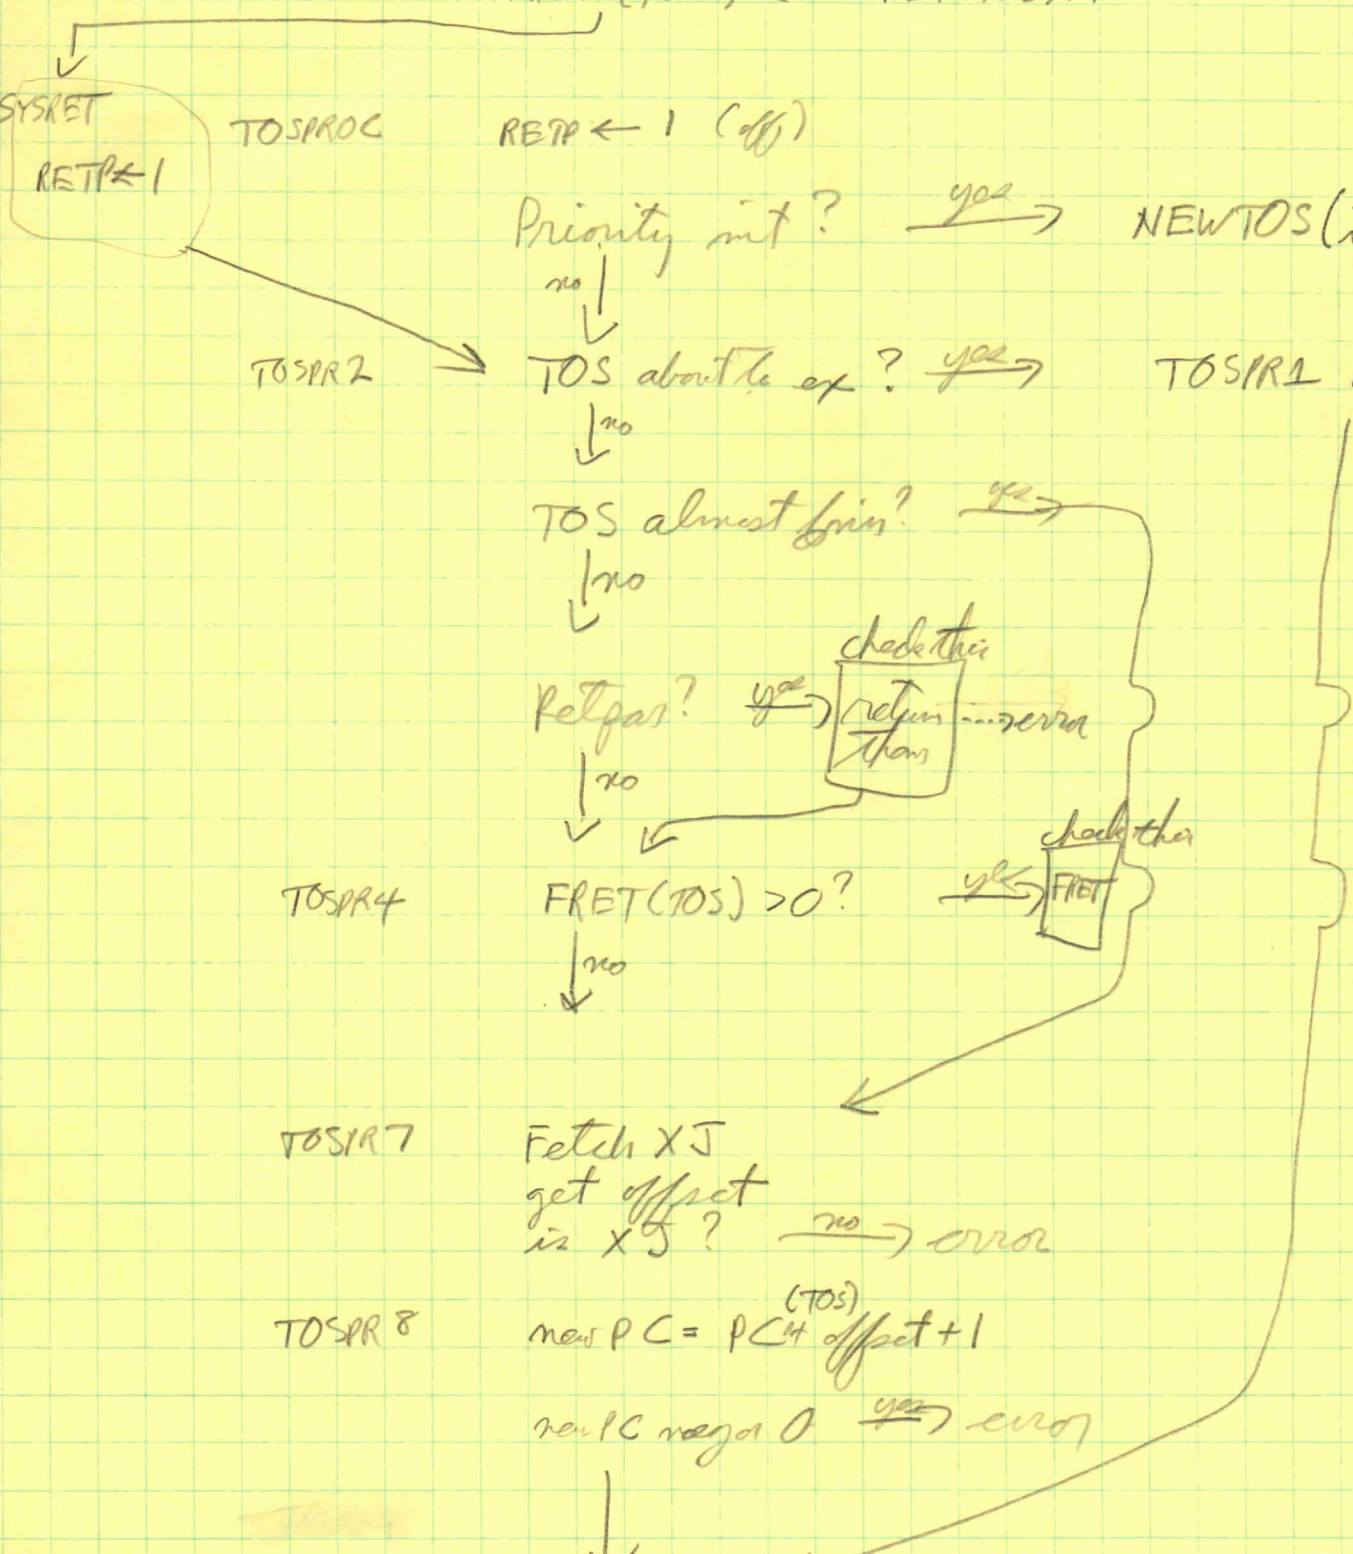 SYSRET
RETP ← 1
TOSPROC RETP ← 1 (off)
Priority int? yes → NEWTOS(
no
TOSPR2 TOS about to ex? yes → TOSPR1
no
TOS almost fin? yes
no
check this
Retpar? yes → return ...→ error
no
check this
TOSPR4 FRET(TOS) > 0? yes → FRET
no
TOSPR7 Fetch XJ
get offset
is XJ? no → error
(TOS)
TOSPR8 new PC = PC + offset + 1
new PC neg or 0 yes → error